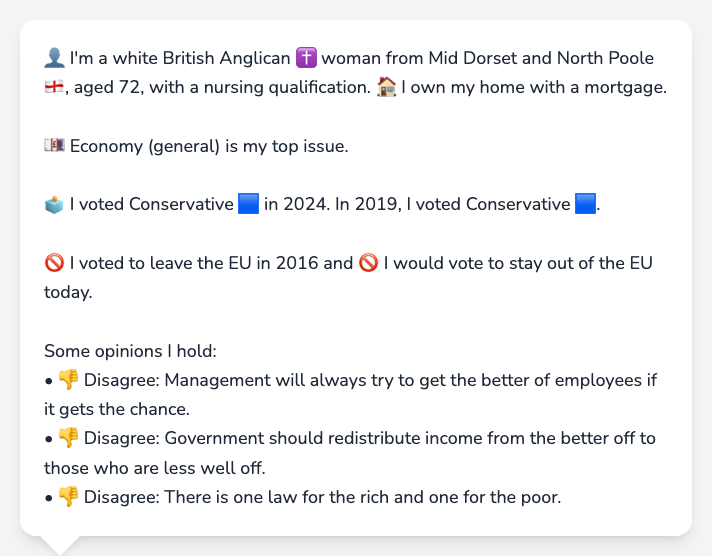 👤 I'm a white British Anglican ✝️ woman from Mid Dorset and North Poole
🏴󠁧󠁢󠁥󠁮󠁧󠁿, aged 72, with a nursing qualification. 🏠 I own my home with a mortgage.
💷 Economy (general) is my top issue.
🗳️ I voted Conservative 🟦 in 2024. In 2019, I voted Conservative 🟦.
🚫 I voted to leave the EU in 2016 and 🚫 I would vote to stay out of the EU
today.
Some opinions I hold:
• 👎 Disagree: Management will always try to get the better of employees if
it gets the chance.
• 👎 Disagree: Government should redistribute income from the better off to
those who are less well off.
• 👎 Disagree: There is one law for the rich and one for the poor.